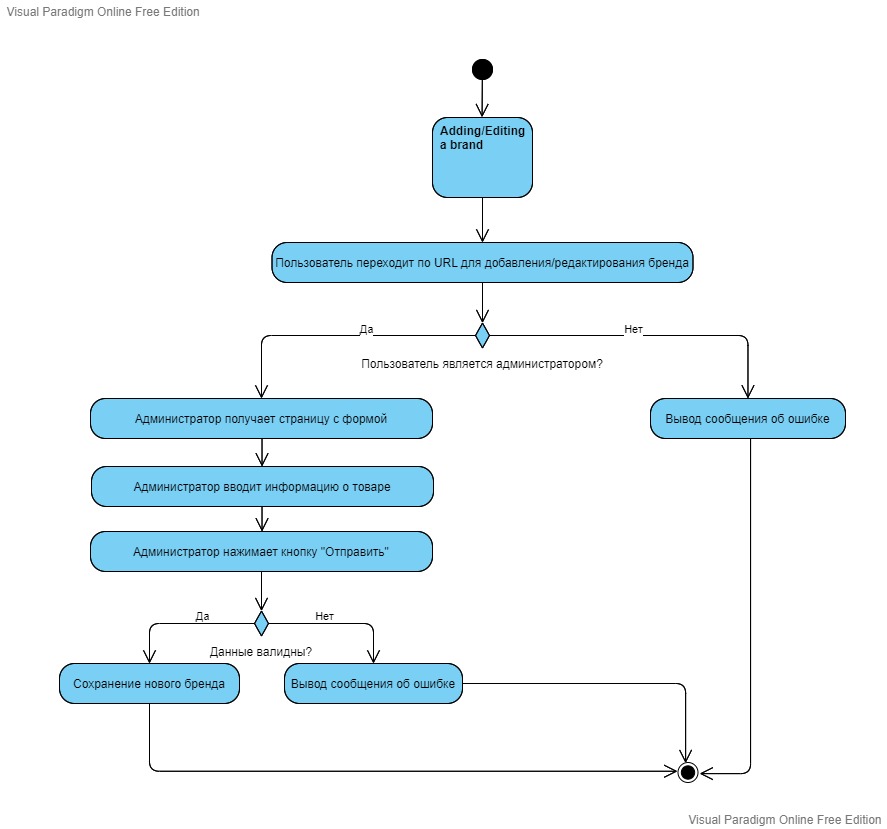 Visual Paradigm Online Free Edition
Adding/Editing
a brand
Пользователь переходит по URL для добавления/редактирования бренда
Да
Нет
Пользователь является администратором?
Администратор получает страницу с формой
Вывод сообщения об ошибке
Администратор вводит информацию о товаре
Администратор нажимает кнопку "Отправить"
Да
Нет
Данные валидны?
Сохранение нового бренда
Вывод сообщения об ошибке
Visual Paradigm Online Free Edition